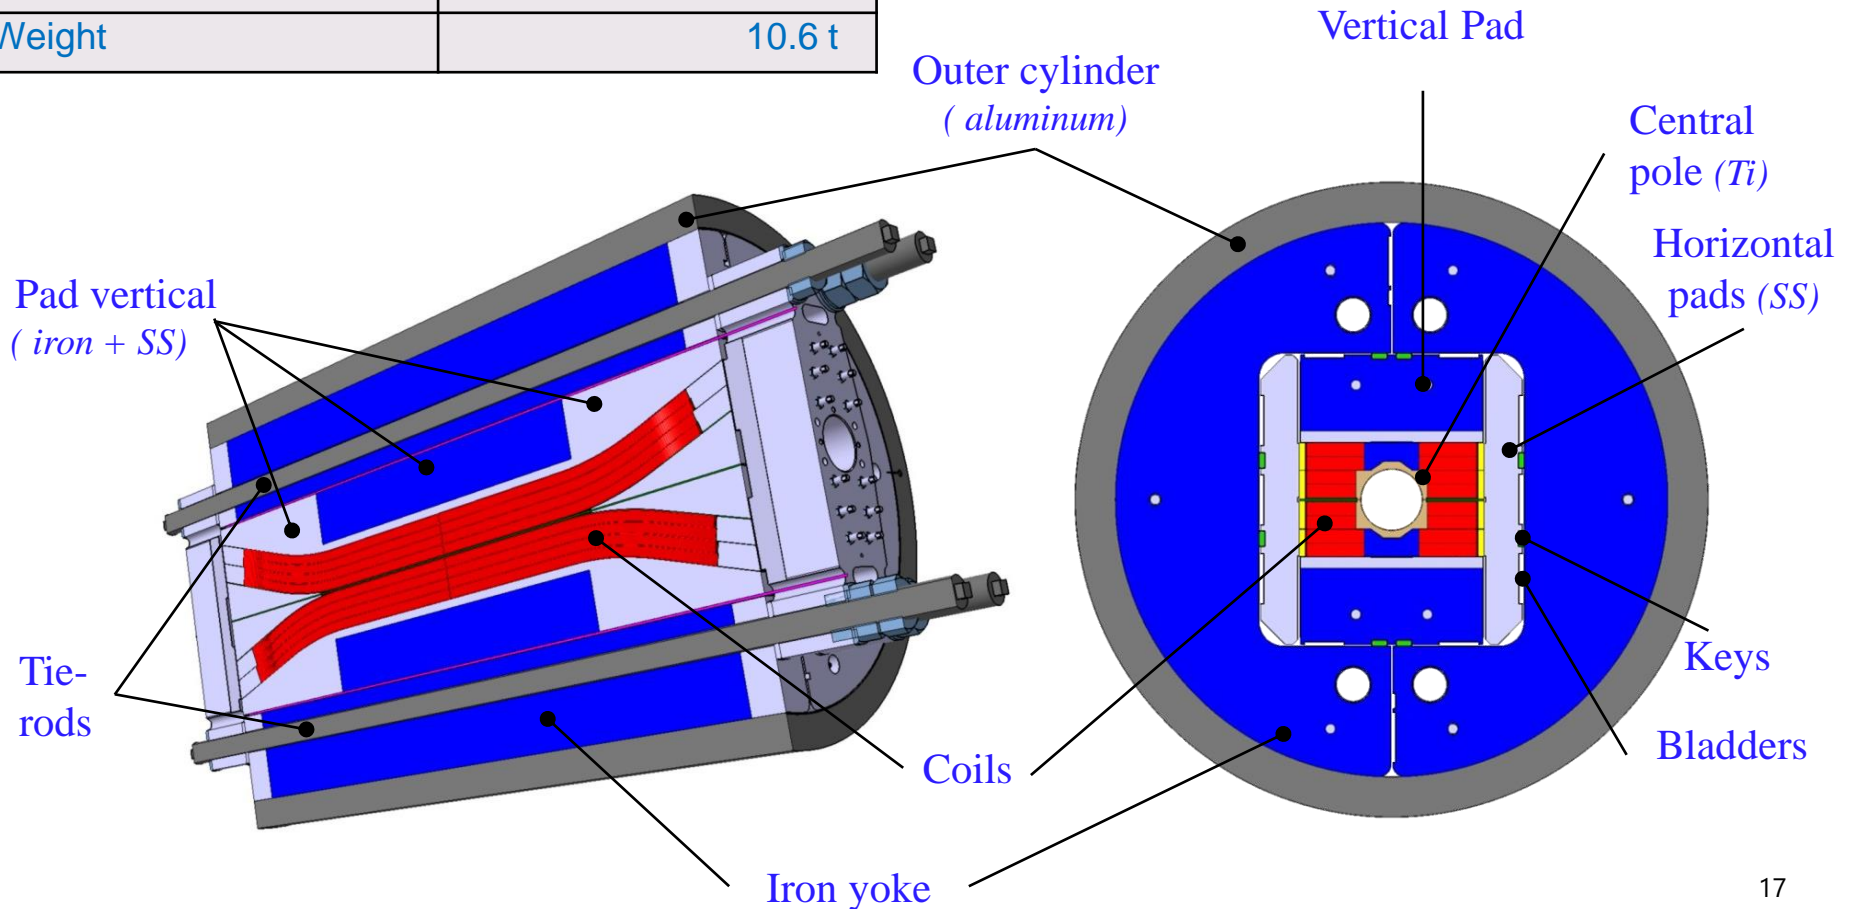 Weight 10.6 t
Vertical Pad
Outer cylinder
( aluminum)
Central
pole (Ti)
Horizontal
pads (SS)
Pad vertical
( iron + SS)
Tie-
rods
Keys
Bladders
Coils
Iron yoke
17